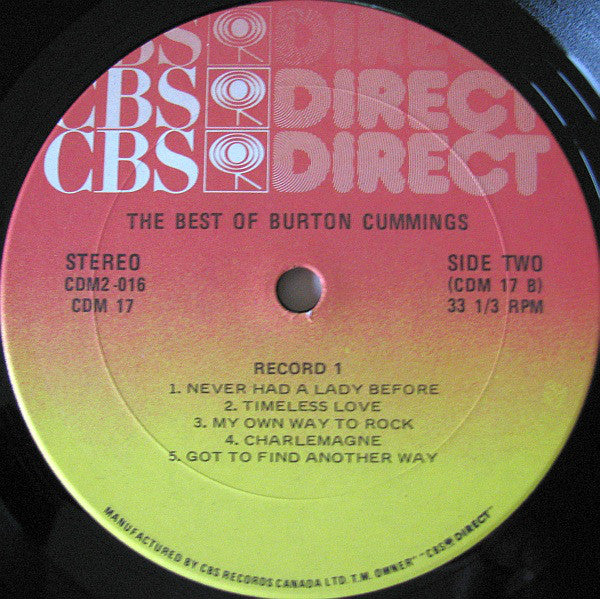 CBS DIRECT
CBS DIRECT
CBS DIRECT
THE BEST OF BURTON CUMMINGS
STEREO
CDM2-016
CDM 17
SIDE TWO
(CDM 17 B)
33 1/3 RPM
RECORD 1
1. NEVER HAD A LADY BEFORE
2. TIMELESS LOVE
3. MY OWN WAY TO ROCK
4. CHARLEMAGNE
5. GOT TO FIND ANOTHER WAY
MANUFACTURED BY CBS RECORDS CANADA LTD. T.M. OWNER" "CBS DIRECT"